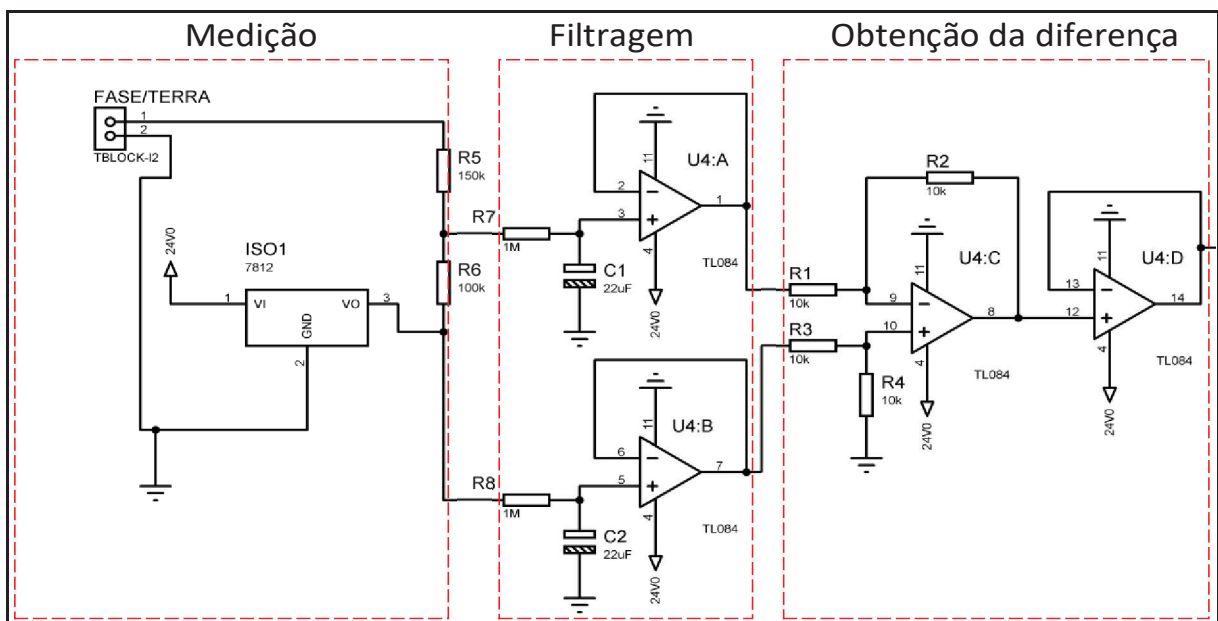 Medição
Filtragem
Obtenção da diferença
FASE/TERRA
1
2
TBLOCK-I2
R5
150k
24V0
ISO1
7812
1
VI
VO
3
GND
2
R6
100k
R7
1M
C1
22uF
11
U4:A
2
3
1
4
TL084
24V0
R8
1M
C2
22uF
11
U4:B
6
5
7
4
TL084
24V0
R1
10k
R3
10k
R4
10k
R2
10k
11
U4:C
9
10
8
4
TL084
24V0
11
U4:D
13
12
14
4
TL084
24V0